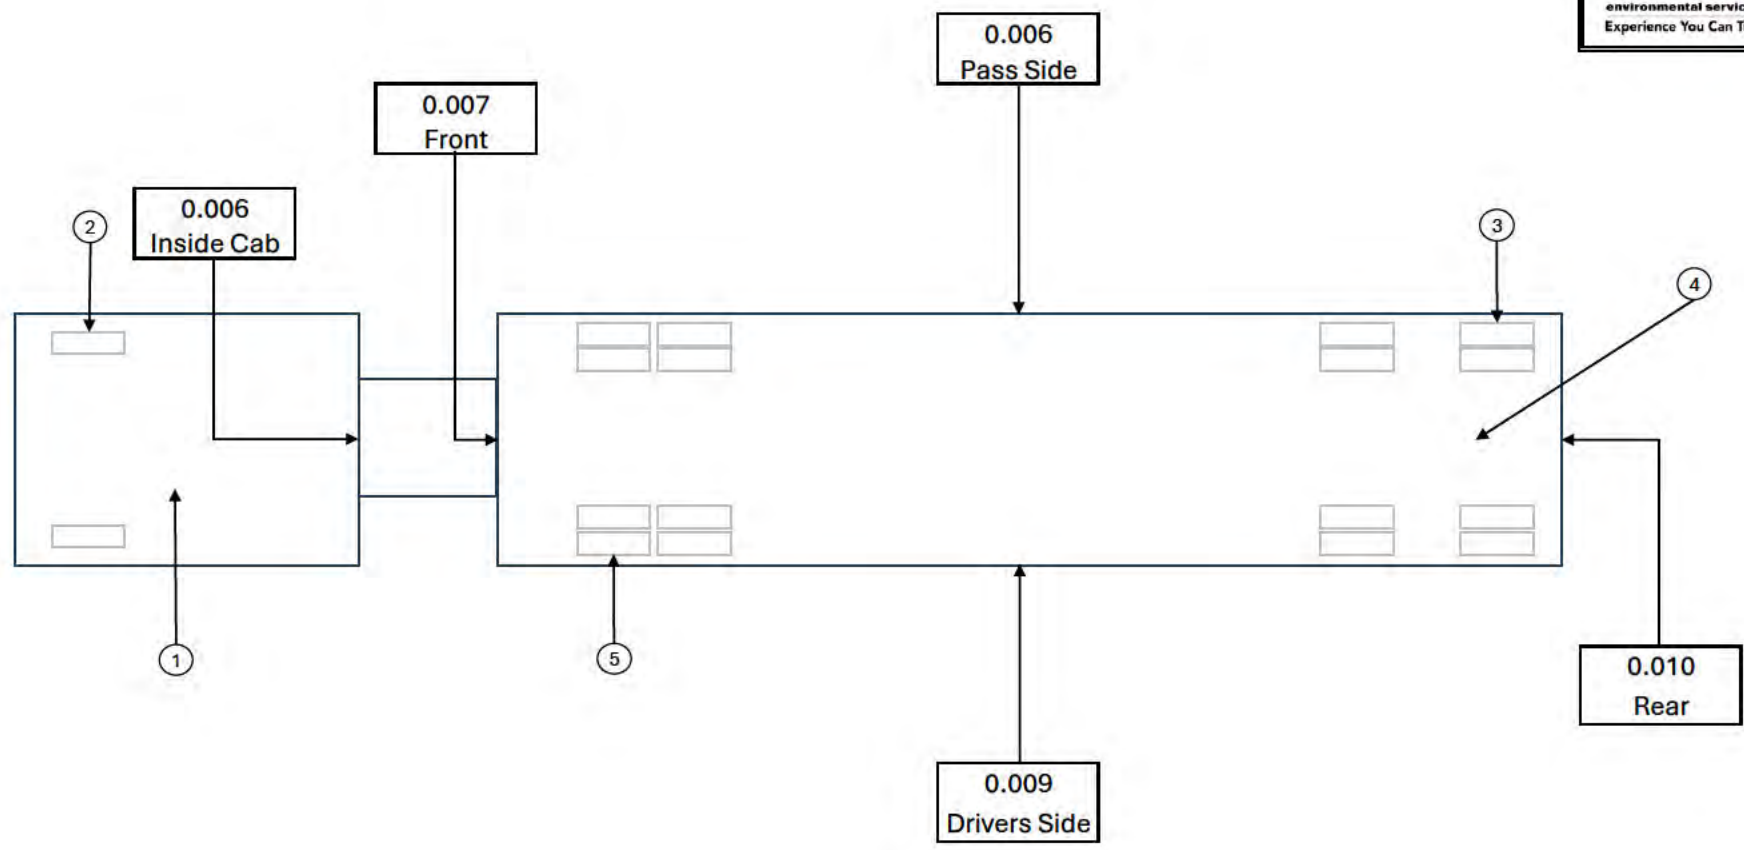 environmental
Experience You Can
0.006
Pass Side
0.007
Front
0.006
Inside Cab
2
3
4
1
5
0.010
Rear
0.009
Drivers Side